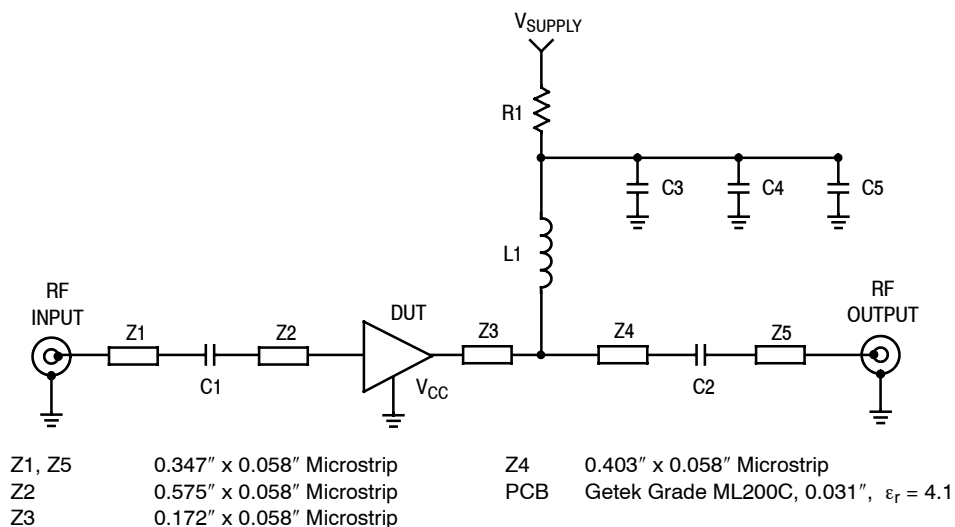 VSUPPLY
R1
C3 C4 C5
L1
RF
INPUT
DUT
RF
OUTPUT
Z1 Z2 Z3 Z4 Z5
C1 VCC C2
Z1, Z5 0.347″ x 0.058″ Microstrip
Z2 0.575″ x 0.058″ Microstrip
Z3 0.172″ x 0.058″ Microstrip
Z4 0.403″ x 0.058″ Microstrip
PCB Getek Grade ML200C, 0.031″, εr = 4.1